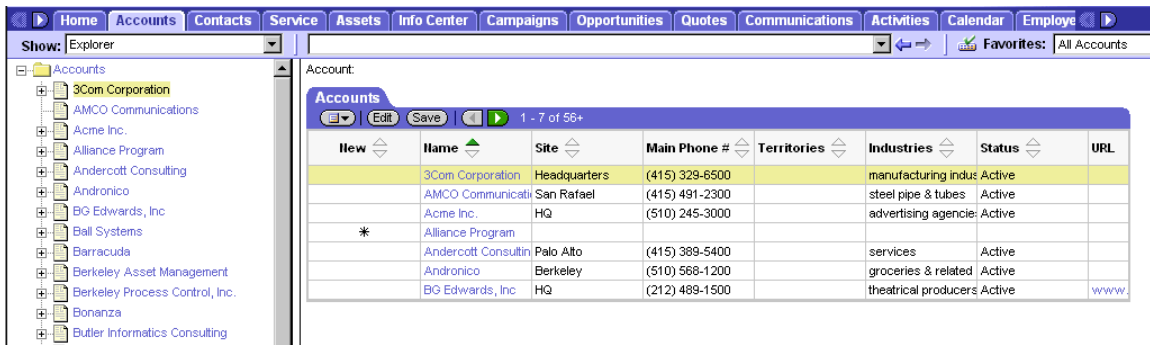 Home Accounts Contacts Service Assets Info Center Campaigns Opportunities Quotes Communications Activities Calendar Employe
Show: Explorer Favorites: All Accounts
Accounts
3Com Corporation
AMCO Communications
Acme Inc.
Alliance Program
Andercott Consulting
Andronico
BG Edwards, Inc
Ball Systems
Barracuda
Berkeley Asset Management
Berkeley Process Control, Inc.
Bonanza
Butler Informatics Consulting
Account:
Accounts
Edit Save 1 - 7 of 56+
New Name Site Main Phone # Territories Industries Status URL
3Com Corporation Headquarters (415) 329-6500 manufacturing indus Active
AMCO Communicati San Rafael (415) 491-2300 steel pipe & tubes Active
Acme Inc. HQ (510) 245-3000 advertising agencie Active
* Alliance Program
Andercott Consultin Palo Alto (415) 389-5400 services Active
Andronico Berkeley (510) 568-1200 groceries & related Active
BG Edwards, Inc HQ (212) 489-1500 theatrical producers Active www.